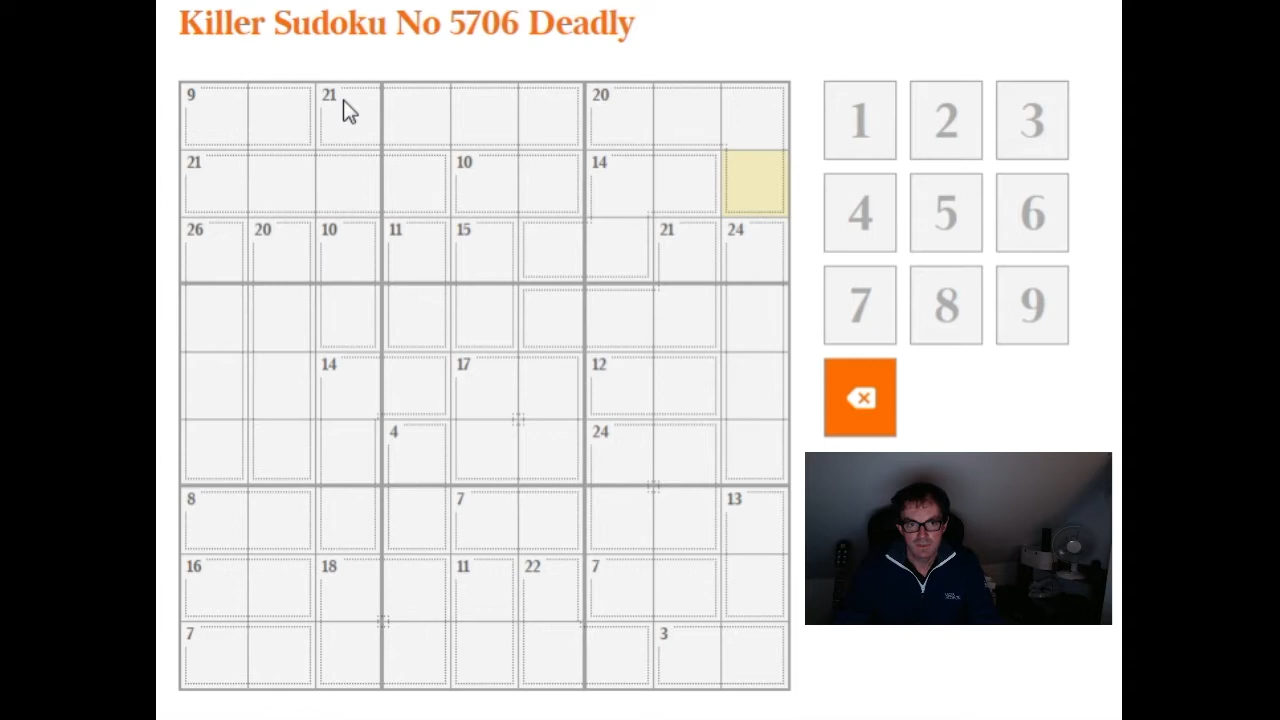 Killer Sudoku No 5706 Deadly
9 21 20
21 10 14
26 20 10 11 15 21 24
14 17 12
4 24
8 7 13
16 18 11 22 7
7 3
1 2 3
4 5 6
7 8 9